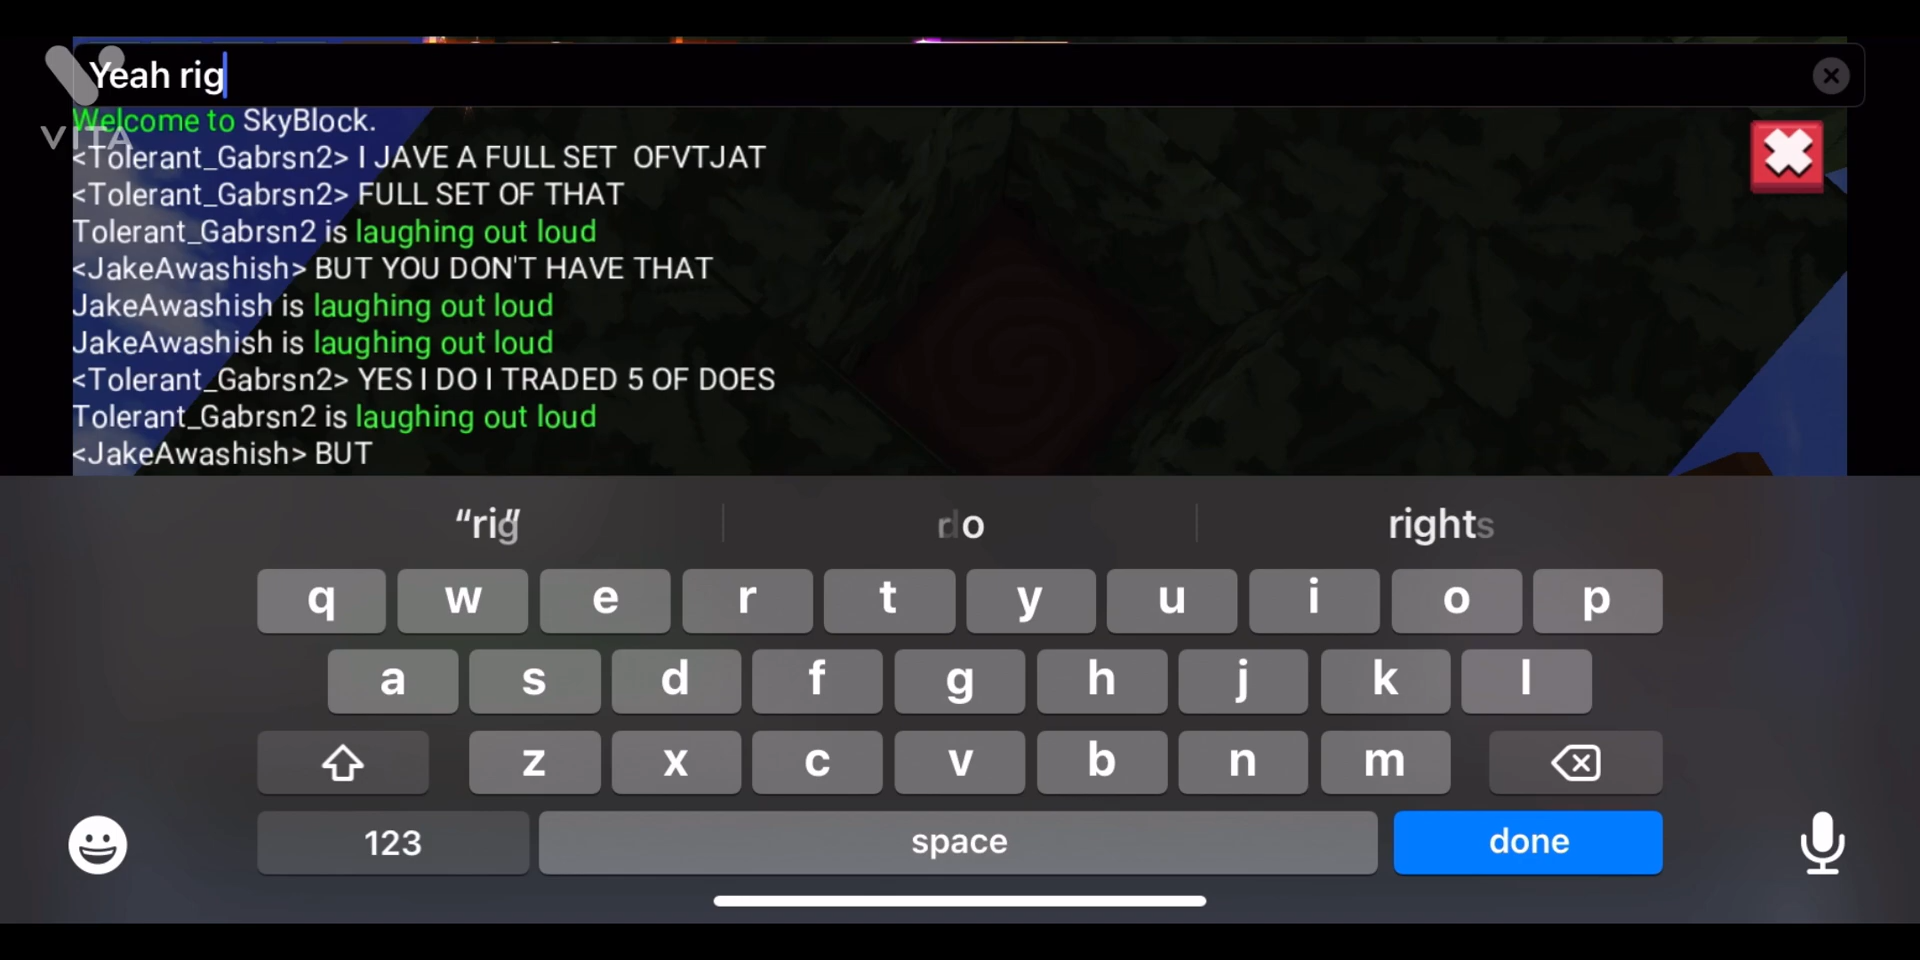 Yeah rig
VITA
Welcome to SkyBlock.
<Tolerant_Gabrsn2> I JAVE A FULL SET  OFVTJAT
<Tolerant_Gabrsn2> FULL SET OF THAT
Tolerant_Gabrsn2 is laughing out loud
<JakeAwashish> BUT YOU DON'T HAVE THAT
JakeAwashish is laughing out loud
JakeAwashish is laughing out loud
<Tolerant_Gabrsn2> YES I DO I TRADED 5 OF DOES
Tolerant_Gabrsn2 is laughing out loud
<JakeAwashish> BUT
“rig” rights
q w e r t y u i o p
a s d f g h j k l
z x c v b n m
123 space done